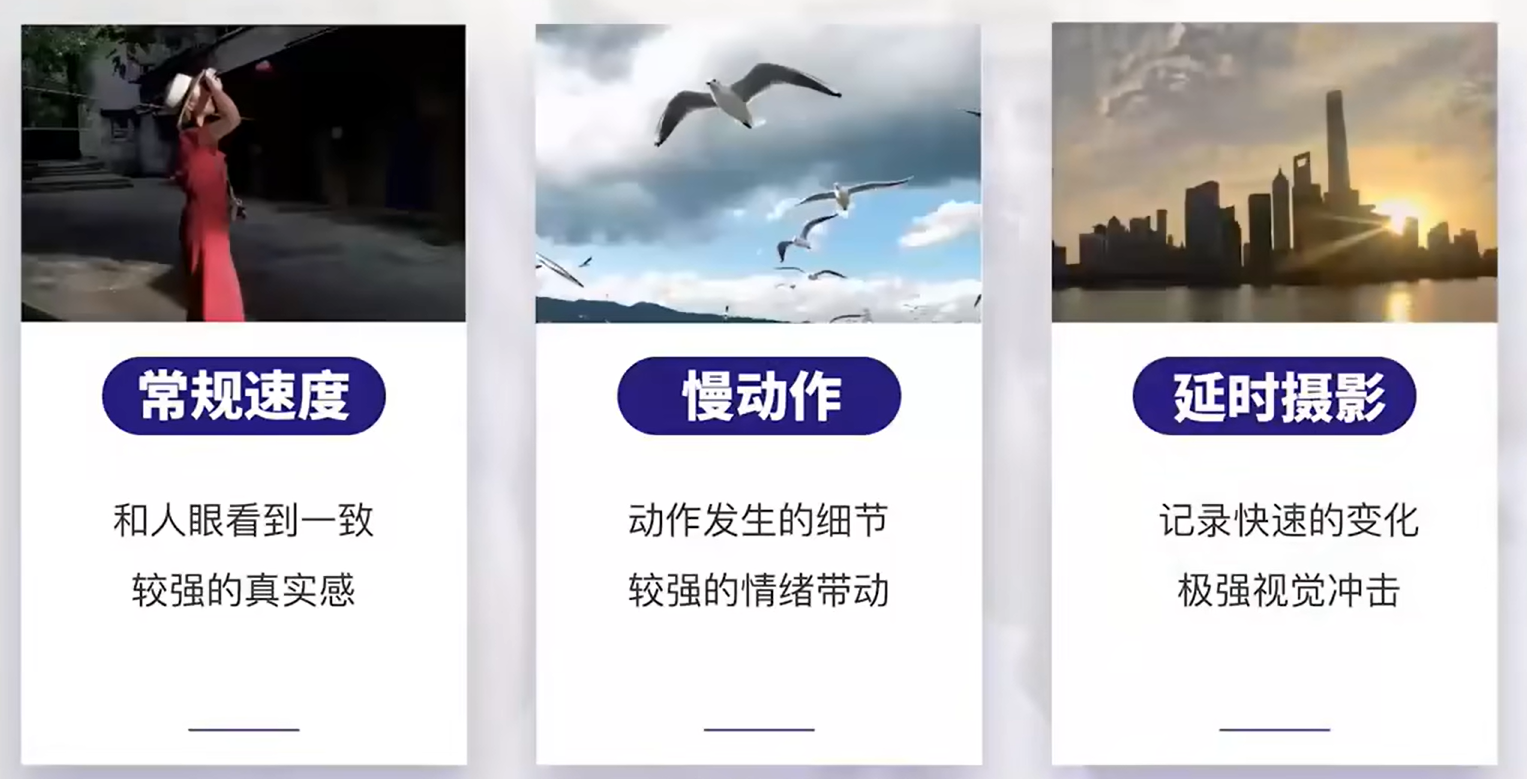 常规速度
和人眼看到一致
较强的真实感
慢动作
动作发生的细节
较强的情绪带动
延时摄影
记录快速的变化
极强视觉冲击